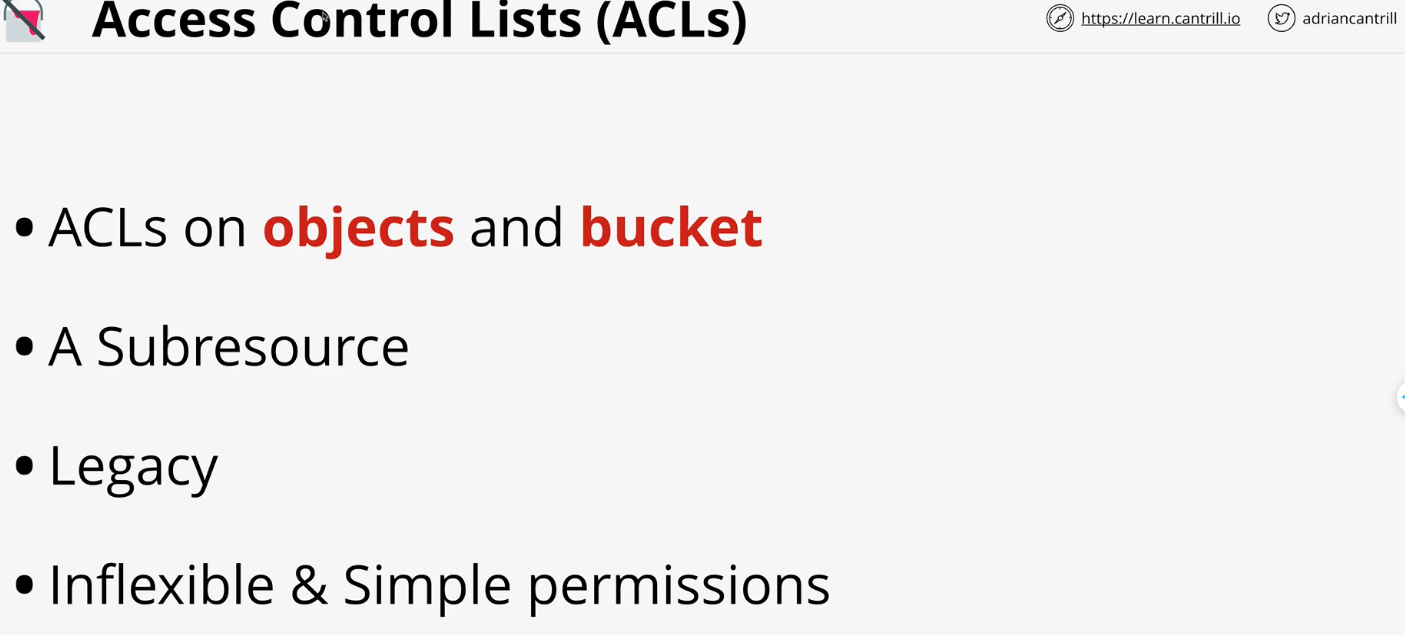 Access Control Lists (ACLs)
https://learn.cantrill.io
adriancantrill
• ACLs on objects and bucket
• A Subresource
• Legacy
• Inflexible & Simple permissions